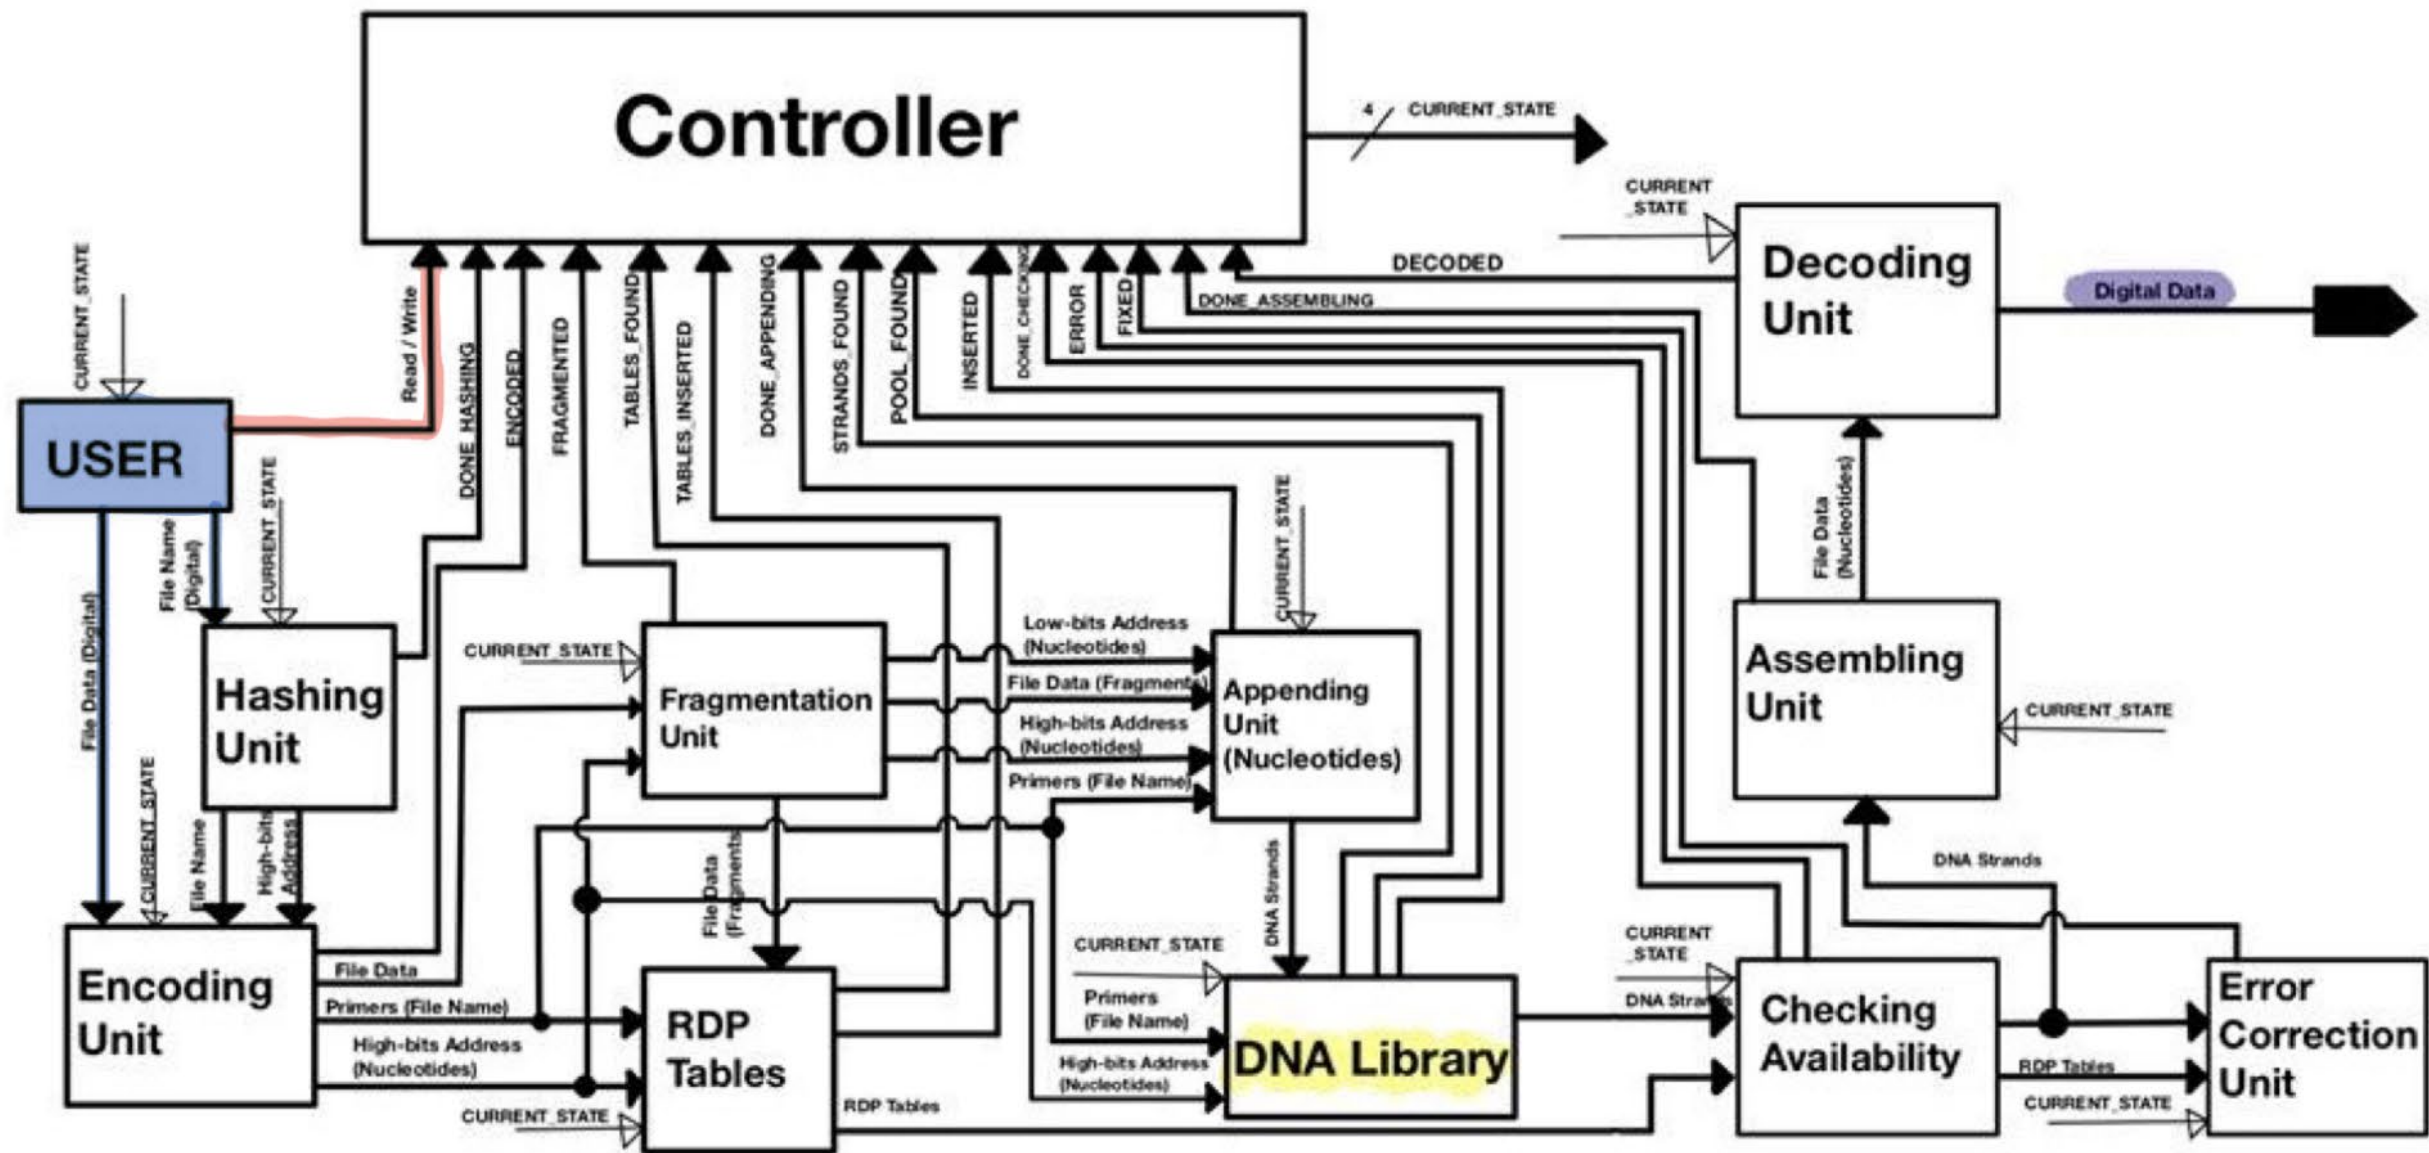 Controller
4
CURRENT_STATE
CURRENT
_STATE
Decoding
Unit
Digital Data
DECODED
DONE_ASSEMBLING
CURRENT_STATE
Read / Write
DONE_HASHING
ENCODED
FRAGMENTED
TABLES_FOUND
TABLES_INSERTED
DONE_APPENDING
STRANDS_FOUND
POOL_FOUND
INSERTED
DONE_CHECKING
ERROR
FIXED
USER
File Data (Digital)
File Name
(Digital)
CURRENT_STATE
Hashing
Unit
CURRENT_STATE
File Name
High-bits
Address
Encoding
Unit
File Data
Primers (File Name)
High-bits Address
(Nucleotides)
CURRENT_STATE
CURRENT_STATE
Fragmentation
Unit
File Data
(Fragments)
RDP
Tables
RDP Tables
Low-bits Address
(Nucleotides)
File Data (Fragments)
High-bits Address
(Nucleotides)
Primers (File Name)
CURRENT_STATE
Appending
Unit
(Nucleotides)
DNA Strands
CURRENT_STATE
Primers
(File Name)
High-bits Address
(Nucleotides)
DNA Library
File Data
(Nucleotides)
Assembling
Unit
CURRENT_STATE
DNA Strands
CURRENT
_STATE
DNA Strands
Checking
Availability
RDP Tables
CURRENT_STATE
Error
Correction
Unit